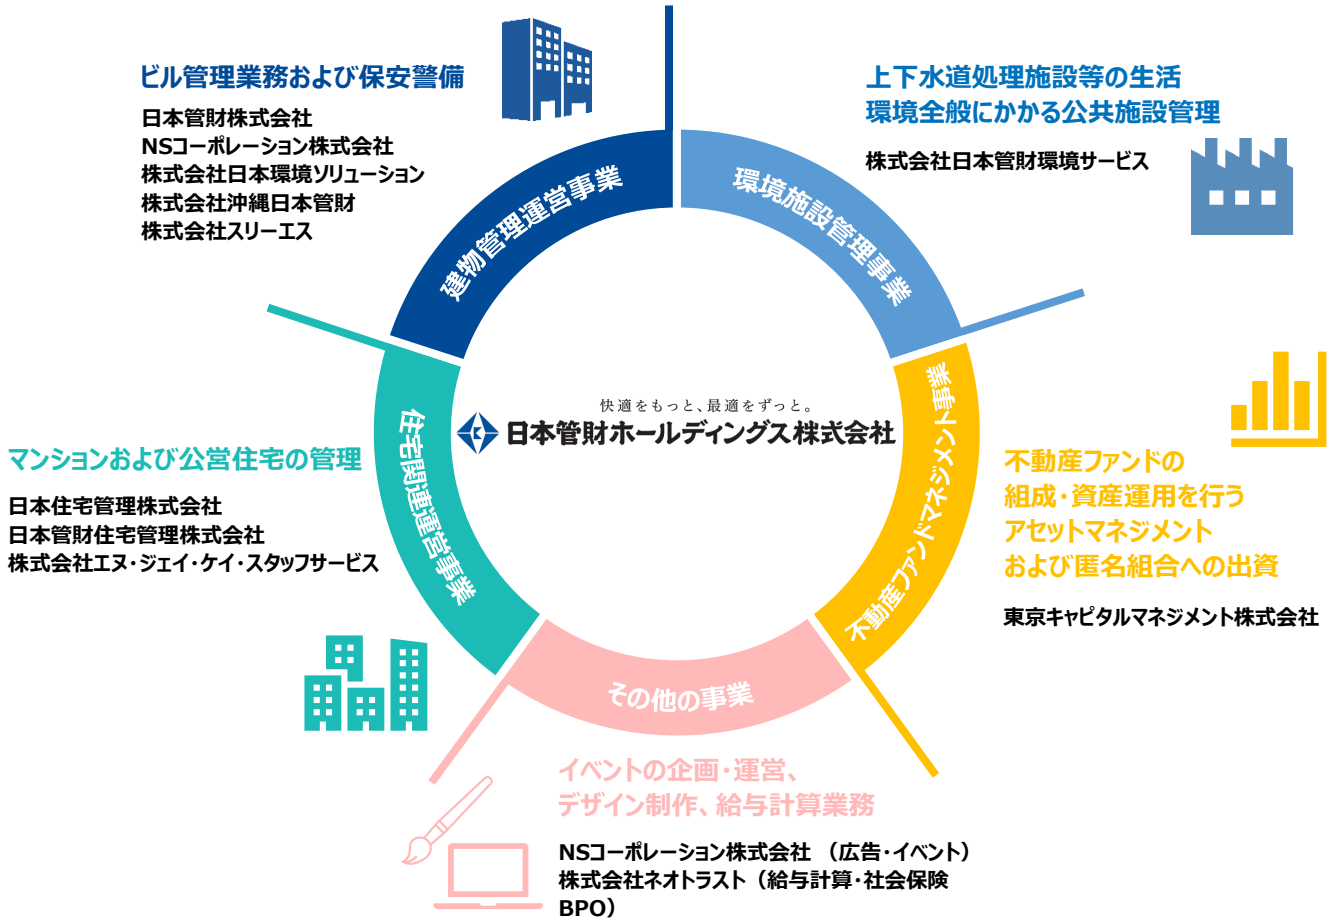 ビル管理業務および保安警備
日本管財株式会社
NSコーポレーション株式会社
株式会社日本環境ソリューション
株式会社沖縄日本管財
株式会社スリーエス
建物管理運営事業
上下水道処理施設等の生活
環境全般にかかる公共施設管理
株式会社日本管財環境サービス
環境施設管理事業
快適をもっと、最適をずっと。
日本管財ホールディングス株式会社
マンションおよび公営住宅の管理
日本住宅管理株式会社
日本管財住宅管理株式会社
株式会社エヌ・ジェイ・ケイ・スタッフサービス
住宅関連運営事業
不動産ファンドマネジメント事業
不動産ファンドの
組成・資産運用を行う
アセットマネジメント
および匿名組合への出資
東京キャピタルマネジメント株式会社
その他の事業
イベントの企画・運営、
デザイン制作、給与計算業務
NSコーポレーション株式会社 （広告・イベント）
株式会社ネオトラスト（給与計算・社会保険
BPO）